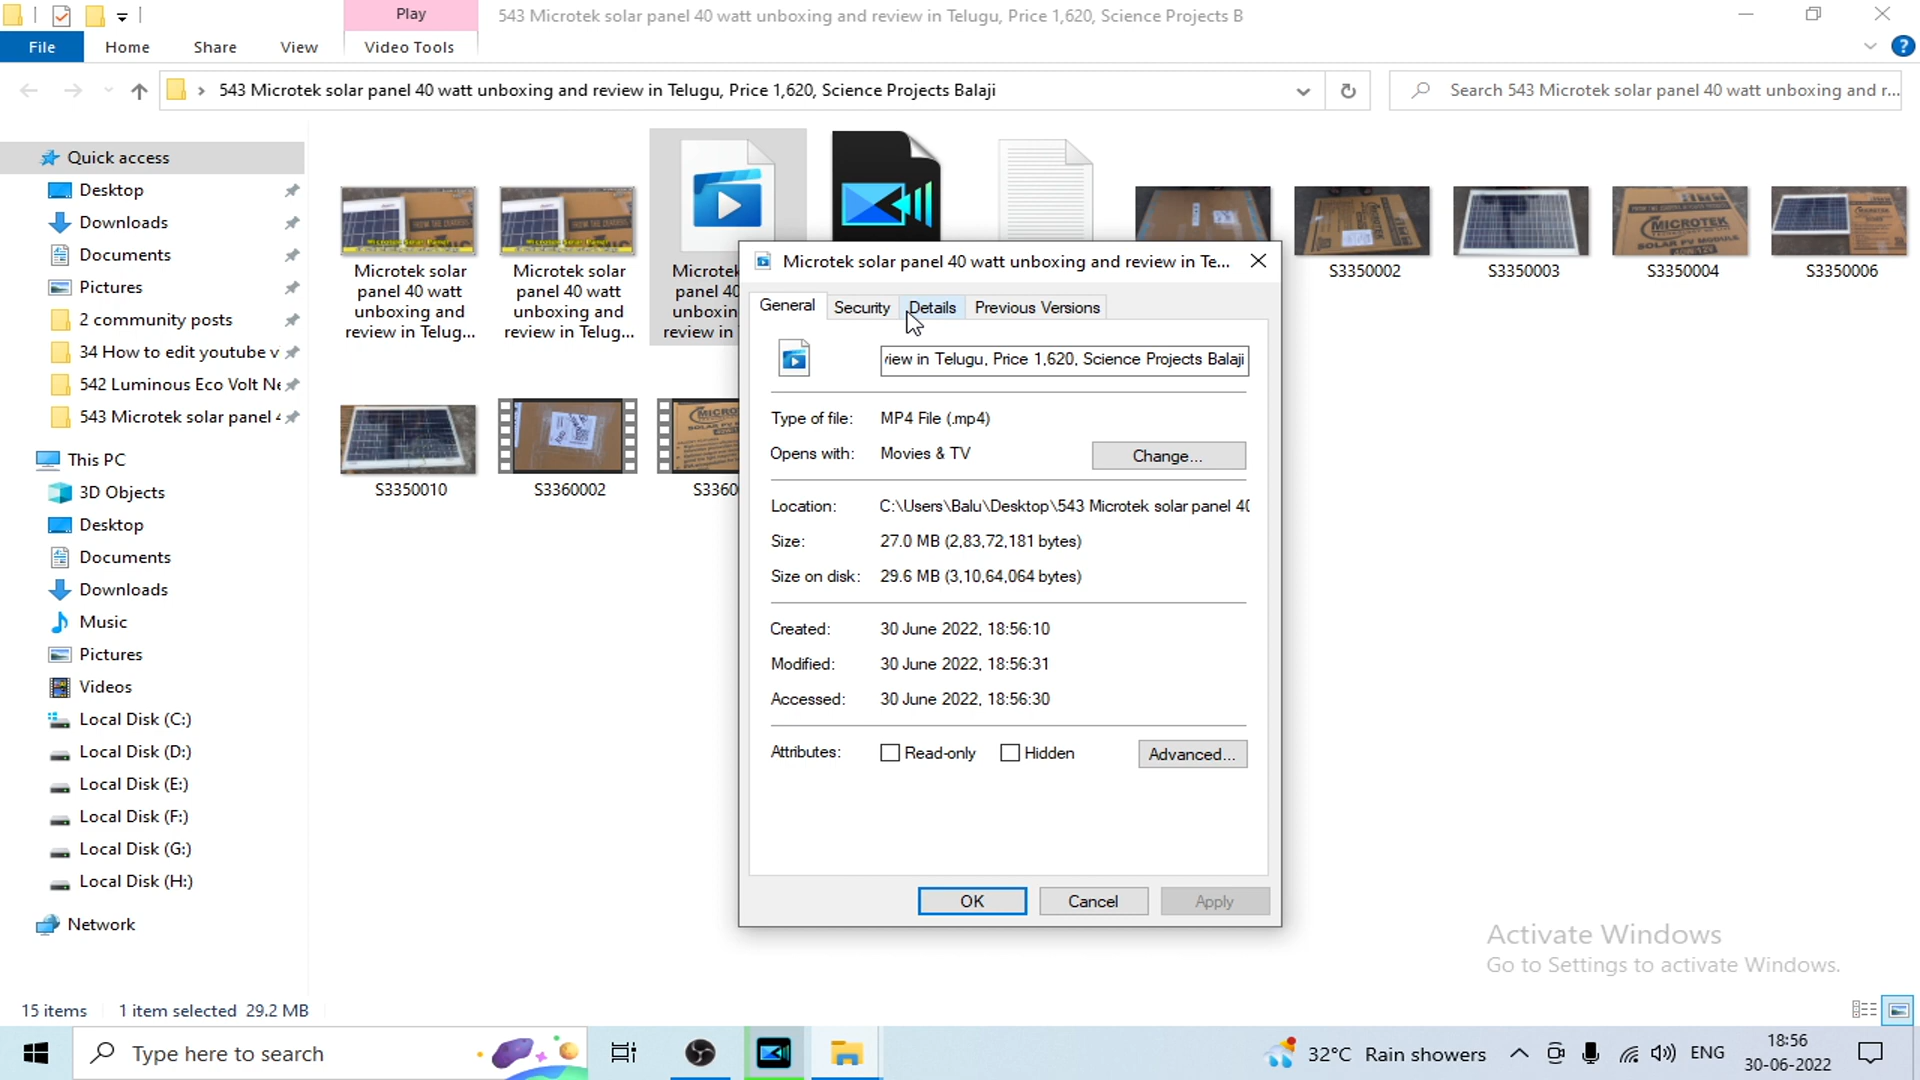 Play
543 Microtek solar panel 40 watt unboxing and review in Telugu, Price 1,620, Science Projects B
File
Home
Share
View
Video Tools
543 Microtek solar panel 40 watt unboxing and review in Telugu, Price 1,620, Science Projects Balaji
Search 543 Microtek solar panel 40 watt unboxing and r...
Quick access
Desktop
Downloads
Documents
Pictures
2 community posts
34 How to edit youtube v
542 Luminous Eco Volt Ne
543 Microtek solar panel 4
This PC
3D Objects
Desktop
Documents
Downloads
Music
Pictures
Videos
Local Disk (C:)
Local Disk (D:)
Local Disk (E:)
Local Disk (F:)
Local Disk (G:)
Local Disk (H:)
Network
Microtek solar
panel 40 watt
unboxing and
review in Telug...
Microtek solar
panel 40 watt
unboxing and
review in Telug...
Microtek
panel 40
unboxin
review in
MICROTEK
S3350002
S3350003
MICROTEK
SOLAR PV MODULE
S3350004
MICROTEK
S3350006
S3350010
S3360002
MICRO
SOLAR P
S3360
Microtek solar panel 40 watt unboxing and review in Te...
General
Security
Details
Previous Versions
view in Telugu, Price 1,620, Science Projects Balaji
Type of file: MP4 File (.mp4)
Opens with: Movies & TV
Change...
Location: C:\Users\Balu\Desktop\543 Microtek solar panel 40
Size: 27.0 MB (2,83,72,181 bytes)
Size on disk: 29.6 MB (3,10,64,064 bytes)
Created: 30 June 2022, 18:56:10
Modified: 30 June 2022, 18:56:31
Accessed: 30 June 2022, 18:56:30
Attributes: Read-only Hidden
Advanced...
OK
Cancel
Apply
Activate Windows
Go to Settings to activate Windows.
15 items
1 item selected 29.2 MB
Type here to search
32°C Rain showers
ENG
18:56
30-06-2022